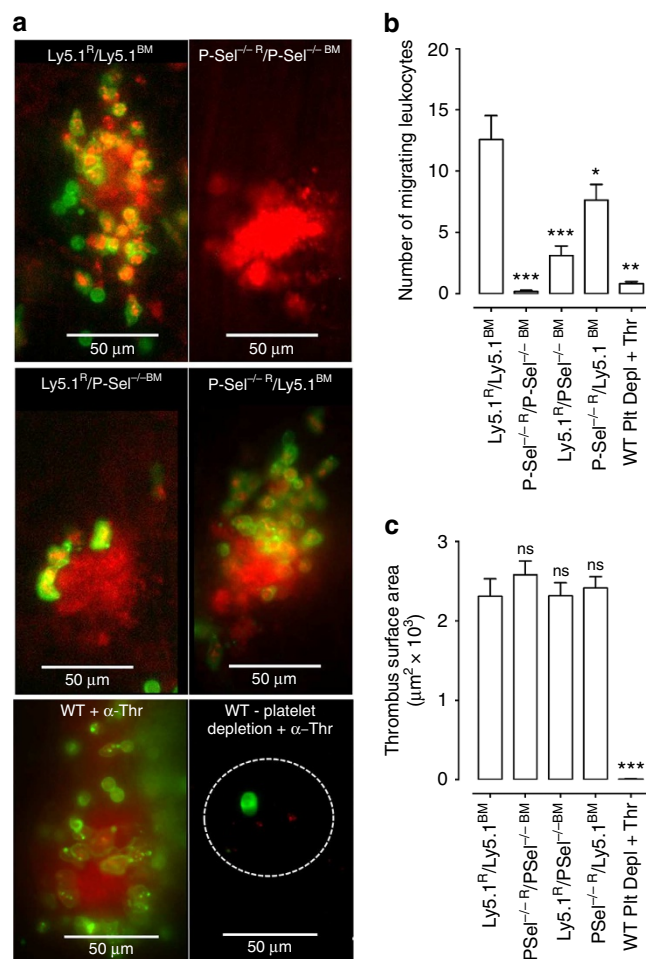 a
Ly5.1ᴿ/Ly5.1ᴮᴹ
P-Sel⁻/⁻ ᴿ/P-Sel⁻/⁻ ᴮᴹ
50 μm
50 μm
Ly5.1ᴿ/P-Sel⁻/⁻ᴮᴹ
P-Sel⁻/⁻ ᴿ/Ly5.1ᴮᴹ
50 μm
50 μm
WT + α-Thr
WT - platelet
depletion + α–Thr
50 μm
50 μm
b
Number of migrating leukocytes
20
15
10
5
0
***
***
*
**
Ly5.1ᴿ/Ly5.1ᴮᴹ
P-Sel⁻/⁻ ᴿ/P-Sel⁻/⁻ ᴮᴹ
Ly5.1ᴿ/PSel⁻/⁻ ᴮᴹ
P-Sel⁻/⁻ ᴿ/Ly5.1ᴮᴹ
WT Plt Depl + Thr
c
Thrombus surface area
(μm² × 10³)
3
2
1
0
ns
ns
ns
***
Ly5.1ᴿ/Ly5.1ᴮᴹ
PSel⁻/⁻ ᴿ/PSel⁻/⁻ ᴮᴹ
Ly5.1ᴿ/PSel⁻/⁻ᴮᴹ
PSel⁻/⁻ ᴿ/Ly5.1ᴮᴹ
WT Plt Depl + Thr